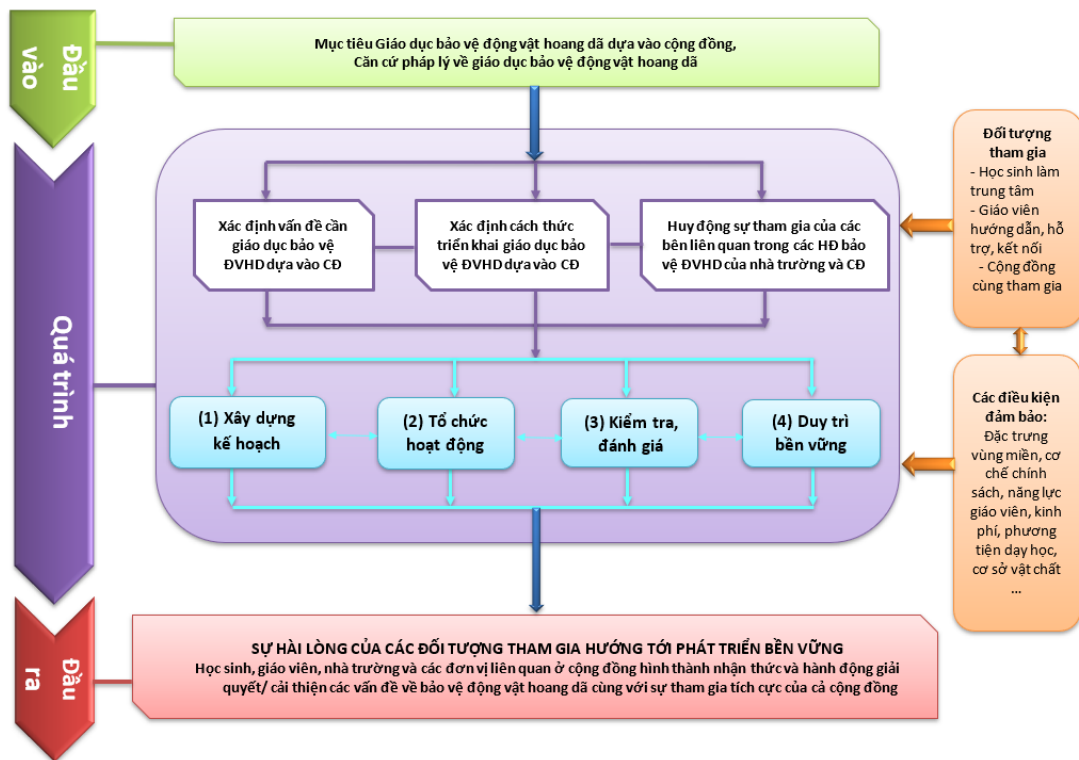 Đầu
vào
Mục tiêu Giáo dục bảo vệ động vật hoang dã dựa vào cộng đồng,
Căn cứ pháp lý về giáo dục bảo vệ động vật hoang dã
Quá trình
Xác định vấn đề cần
giáo dục bảo vệ
ĐVHD dựa vào CĐ
Xác định cách thức
triển khai giáo dục bảo
vệ ĐVHD dựa vào CĐ
Huy động sự tham gia của các
bên liên quan trong các HĐ bảo
vệ ĐVHD của nhà trường và CĐ
(1) Xây dựng
kế hoạch
(2) Tổ chức
hoạt động
(3) Kiểm tra,
đánh giá
(4) Duy trì
bền vững
Đối tượng
tham gia
- Học sinh làm
trung tâm
- Giáo viên
hướng dẫn, hỗ
trợ, kết nối
- Cộng đồng
cùng tham gia
Các điều kiện
đảm bảo:
Đặc trưng
vùng miền, cơ
chế chính
sách, năng lực
giáo viên, kinh
phí, phương
tiện dạy học,
cơ sở vật chất
...
Đầu
ra
SỰ HÀI LÒNG CỦA CÁC ĐỐI TƯỢNG THAM GIA HƯỚNG TỚI PHÁT TRIỂN BỀN VỮNG
Học sinh, giáo viên, nhà trường và các đơn vị liên quan ở cộng đồng hình thành nhận thức và hành động giải
quyết/ cải thiện các vấn đề về bảo vệ động vật hoang dã cùng với sự tham gia tích cực của cả cộng đồng